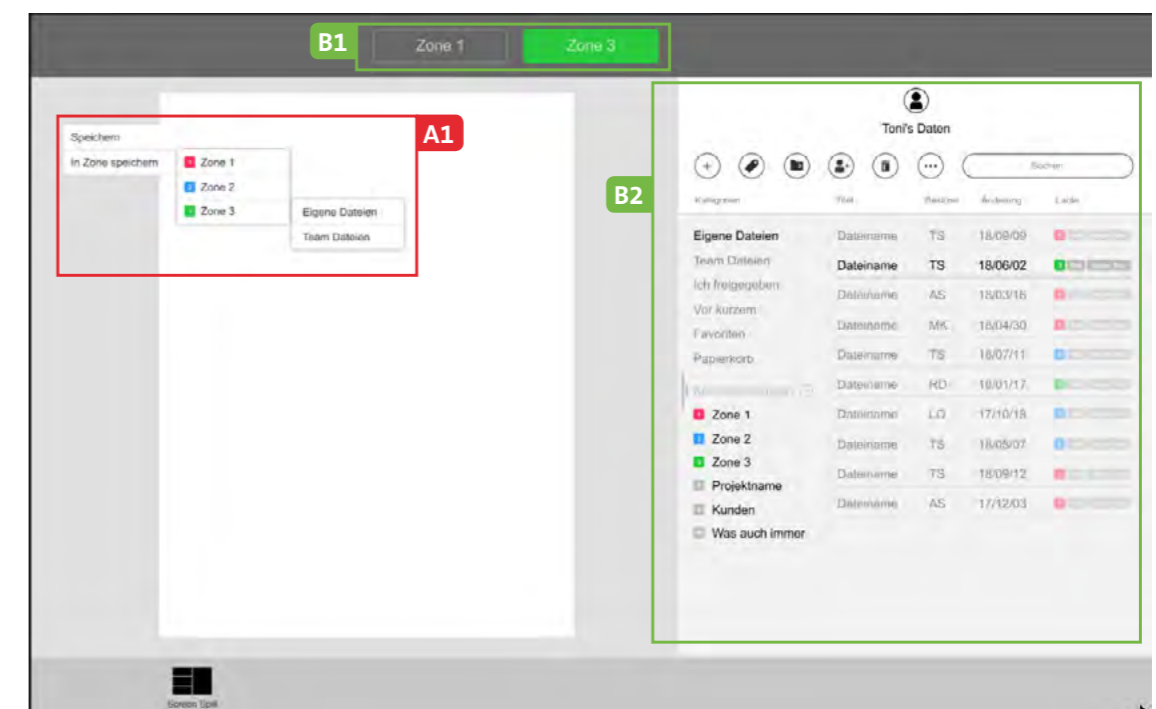 B1
Zone 1
Zone 3
A1
Speichern
In Zone speichern
Zone 1
Zone 2
Zone 3
Eigene Dateien
Team Dateien
B2
Toni's Daten
Suchen
Kategorien Titel Besitzer Änderung
Eigene Dateien
Team Dateien
Ich freigegeben
Vor kurzem
Favoriten
Papierkorb
Zone 1
Zone 2
Zone 3
Projektname
Kunden
Was auch immer
Dateiname TS 18/09/09
Dateiname TS 18/06/02
Dateiname AS 18/03/16
Dateiname MK 18/04/30
Dateiname TS 18/07/11
Dateiname RD 18/01/17
Dateiname LO 17/10/18
Dateiname TS 18/05/07
Dateiname TS 18/09/12
Dateiname AS 17/12/03
Screen Split